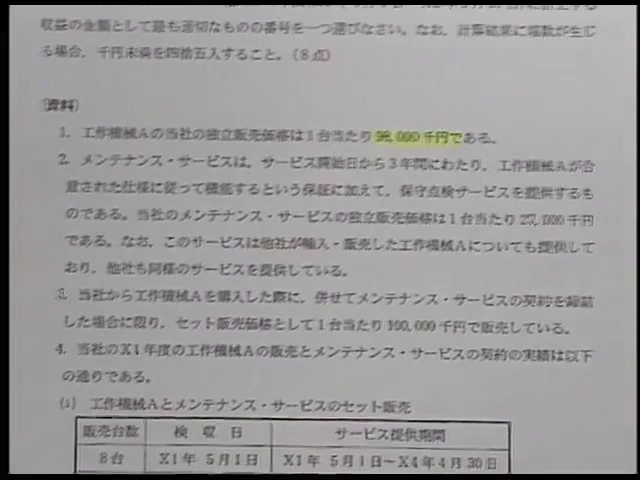 収益の金額として最も適切なものの番号を一つ選びなさい。なお、計算結果に端数が生じ
る場合、千円未満を四捨五入すること。（8点）
（資料）
1. 工作機械Aの当社の独立販売価格は1台当たり 98,000千円である。
2. メンテナンス・サービスは、サービス開始日から3年間にわたり、工作機械Aが合
意された仕様に従って機能するという保証に加えて、保守点検サービスを提供するも
のである。当社のメンテナンス・サービスの独立販売価格は1台当たり27,000千円
である。なお、このサービスは他社が輸入・販売した工作機械Aについても提供して
おり、他社も同様のサービスを提供している。
3. 当社から工作機械Aを購入した際に、併せてメンテナンス・サービスの契約を締結
した場合に限り、セット販売価格として1台当たり100,000千円で販売している。
4. 当社のX1年度の工作機械Aの販売とメンテナンス・サービスの契約の実績は以下
の通りである。
(i) 工作機械Aとメンテナンス・サービスのセット販売
販売台数 検収日 サービス提供期間
8台 X1年 5月1日 X1年 5月1日～X4年4月30日